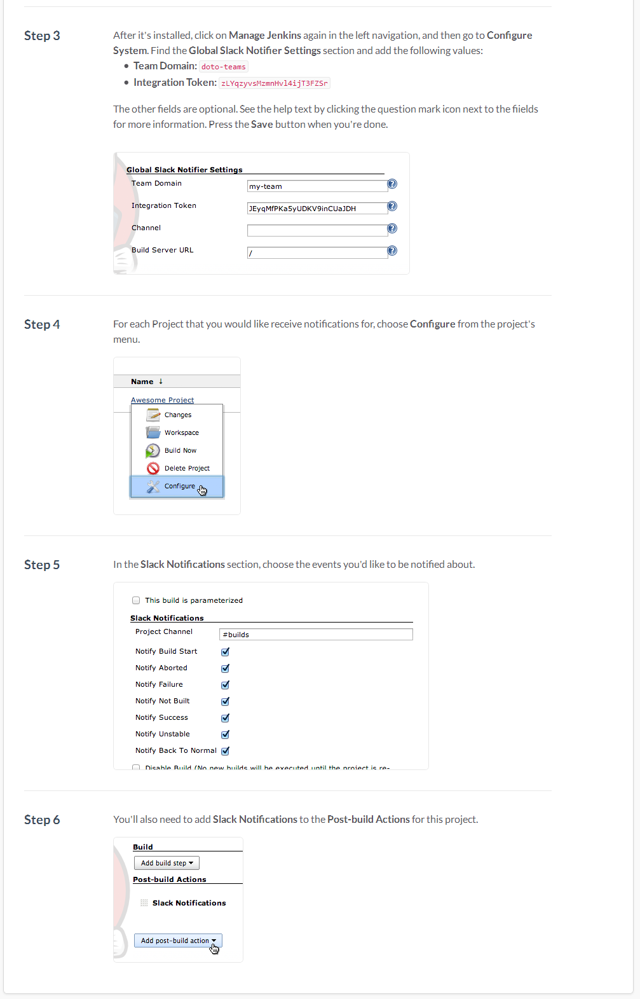 Step 3
After it's installed, click on Manage Jenkins again in the left navigation, and then go to Configure
System. Find the Global Slack Notifier Settings section and add the following values:
• Team Domain: doto-teams
• Integration Token: zLYqzyvsMzmnHvl4ijT3FZSr
The other fields are optional. See the help text by clicking the question mark icon next to the fiields
for more information. Press the Save button when you're done.
Global Slack Notifier Settings
Team Domain
my-team
Integration Token
JEyqMfPKa5yUDKV9inCUaJDH
Channel
Build Server URL
/
Step 4
For each Project that you would like receive notifications for, choose Configure from the project's
menu.
Name ↓
Awesome Project
Changes
Workspace
Build Now
Delete Project
Configure
Step 5
In the Slack Notifications section, choose the events you'd like to be notified about.
This build is parameterized
Slack Notifications
Project Channel
#builds
Notify Build Start
Notify Aborted
Notify Failure
Notify Not Built
Notify Success
Notify Unstable
Notify Back To Normal
Disable Build (No new builds will be executed until the project is re-
Step 6
You'll also need to add Slack Notifications to the Post-build Actions for this project.
Build
Add build step
Post-build Actions
Slack Notifications
Add post-build action